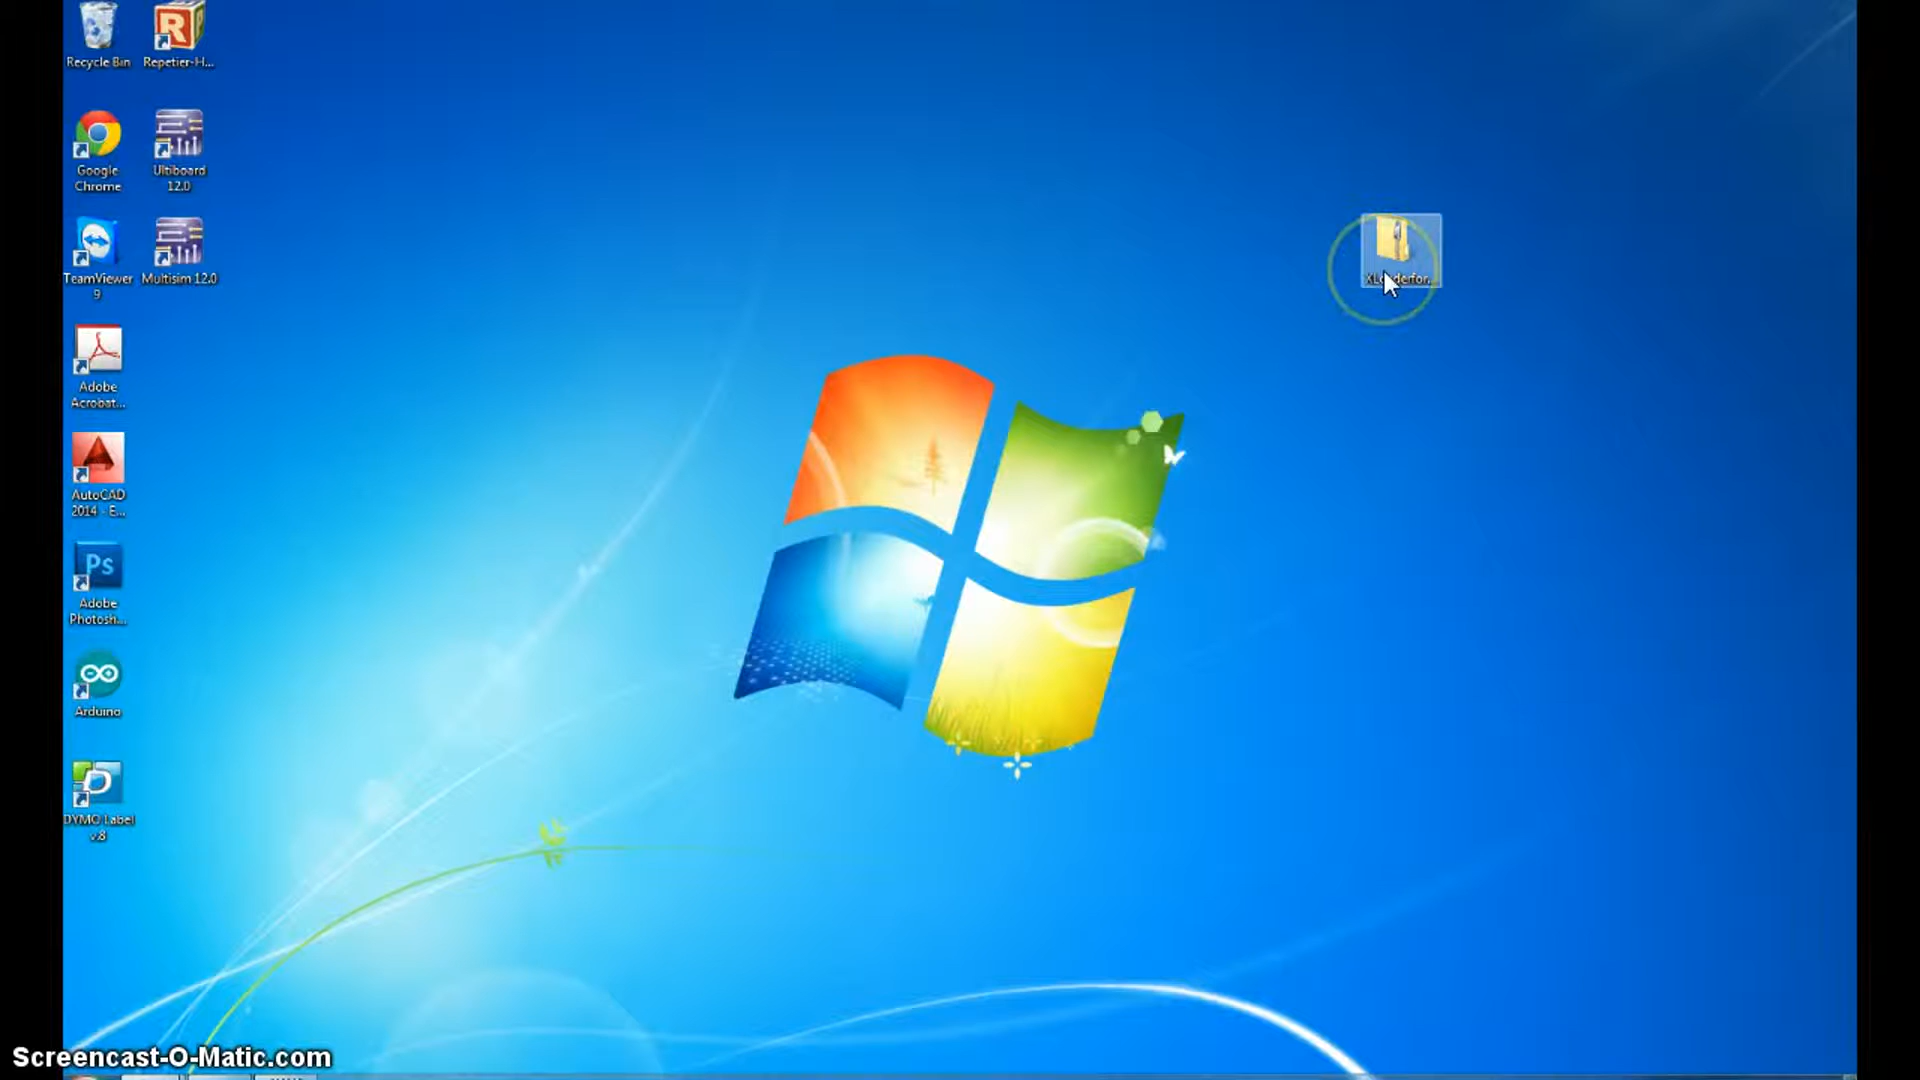 Recycle Bin
Repetier-H...
Google
Chrome
Ultiboard
12.0
TeamViewer
9
Multisim 12.0
Adobe
Acrobat...
AutoCAD
2014 - E...
Ps
Adobe
Photosh...
Arduino
DYMO Label
v.8
Screencast-O-Matic.com